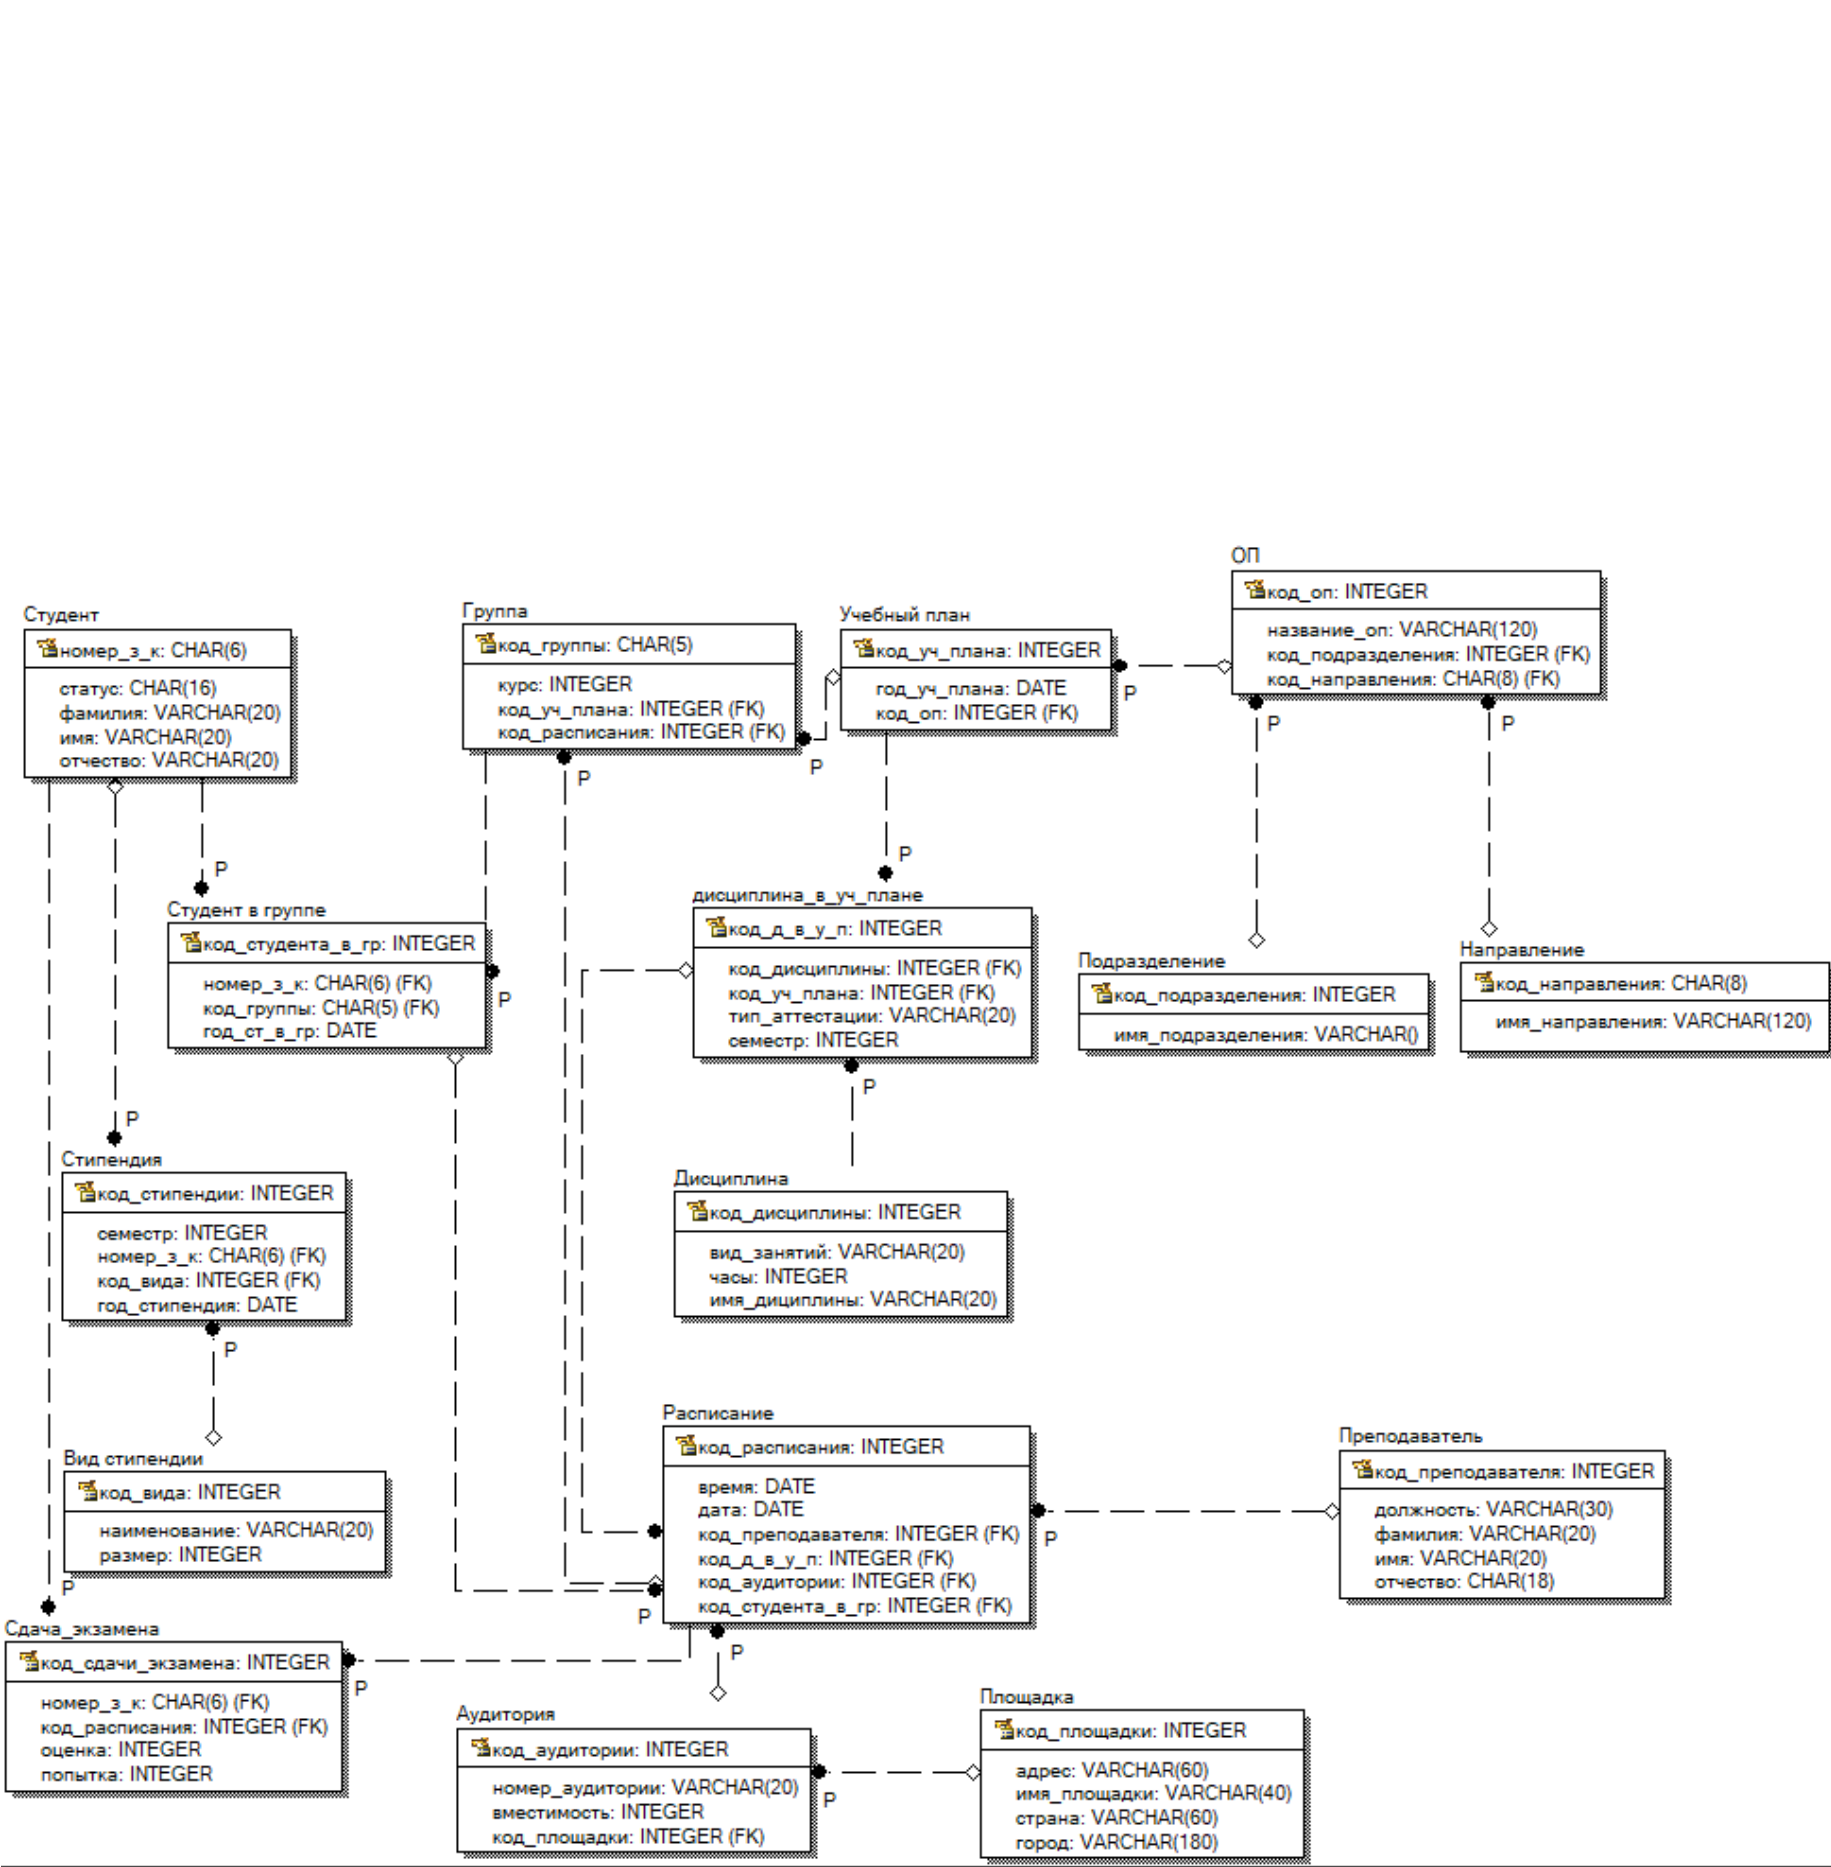 ОП
код_оп: INTEGER
название_оп: VARCHAR(120)
код_подразделения: INTEGER (FK)
код_направления: CHAR(8) (FK)
P
P
Студент
номер_з_к: CHAR(6)
статус: CHAR(16)
фамилия: VARCHAR(20)
имя: VARCHAR(20)
отчество: VARCHAR(20)
Группа
код_группы: CHAR(5)
курс: INTEGER
код_уч_плана: INTEGER (FK)
код_расписания: INTEGER (FK)
P
P
Учебный план
код_уч_плана: INTEGER
год_уч_плана: DATE
код_оп: INTEGER (FK)
P
P
P
Студент в группе
код_студента_в_гр: INTEGER
номер_з_к: CHAR(6) (FK)
код_группы: CHAR(5) (FK)
год_ст_в_гр: DATE
P
дисциплина_в_уч_плане
код_д_в_у_п: INTEGER
код_дисциплины: INTEGER (FK)
код_уч_плана: INTEGER (FK)
тип_аттестации: VARCHAR(20)
семестр: INTEGER
P
Подразделение
код_подразделения: INTEGER
имя_подразделения: VARCHAR()
Направление
код_направления: CHAR(8)
имя_направления: VARCHAR(120)
P
Стипендия
код_стипендии: INTEGER
семестр: INTEGER
номер_з_к: CHAR(6) (FK)
код_вида: INTEGER (FK)
год_стипендия: DATE
P
Дисциплина
код_дисциплины: INTEGER
вид_занятий: VARCHAR(20)
часы: INTEGER
имя_дициплины: VARCHAR(20)
Вид стипендии
код_вида: INTEGER
наименование: VARCHAR(20)
размер: INTEGER
P
Расписание
код_расписания: INTEGER
время: DATE
дата: DATE
код_преподавателя: INTEGER (FK)
код_д_в_у_п: INTEGER (FK)
код_аудитории: INTEGER (FK)
код_студента_в_гр: INTEGER (FK)
P
P
P
Преподаватель
код_преподавателя: INTEGER
должность: VARCHAR(30)
фамилия: VARCHAR(20)
имя: VARCHAR(20)
отчество: CHAR(18)
Сдача_экзамена
код_сдачи_экзамена: INTEGER
номер_з_к: CHAR(6) (FK)
код_расписания: INTEGER (FK)
оценка: INTEGER
попытка: INTEGER
P
Аудитория
код_аудитории: INTEGER
номер_аудитории: VARCHAR(20)
вместимость: INTEGER
код_площадки: INTEGER (FK)
P
Площадка
код_площадки: INTEGER
адрес: VARCHAR(60)
имя_площадки: VARCHAR(40)
страна: VARCHAR(60)
город: VARCHAR(180)